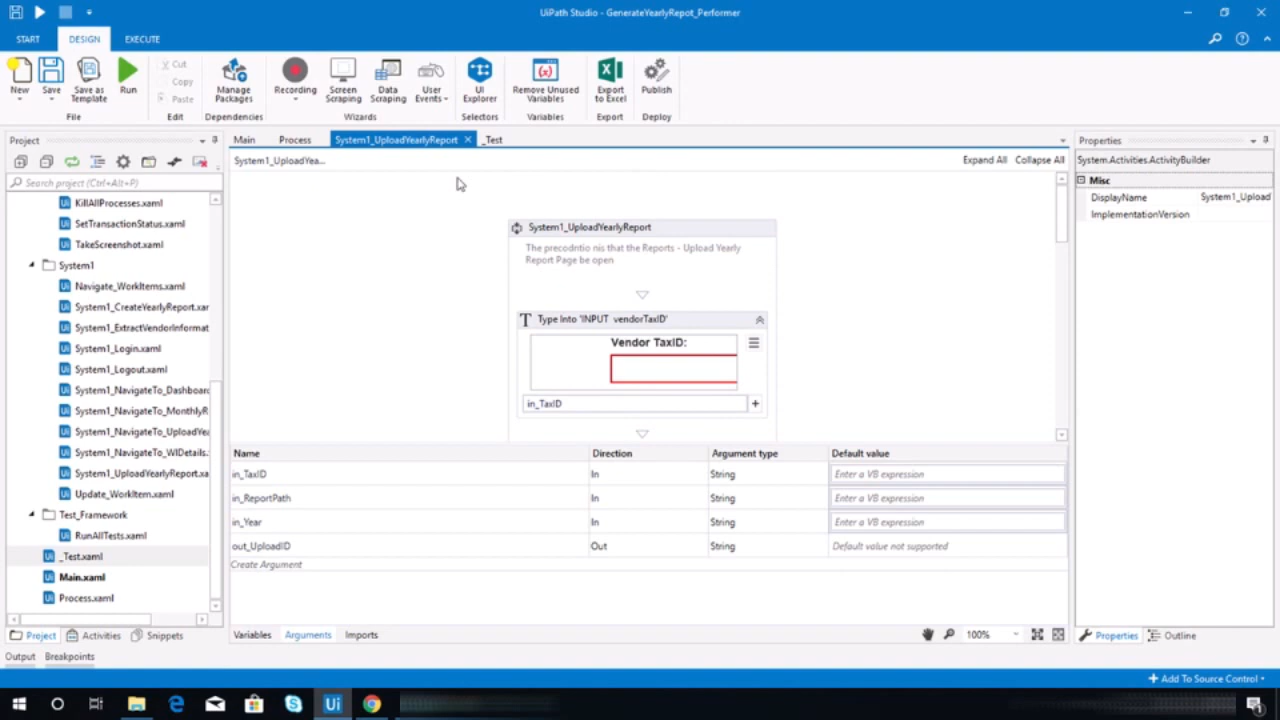 UiPath Studio - GenerateYearlyRepot_Performer
START DESIGN EXECUTE
New Save Save as Template Run Cut Copy Paste Manage Packages Recording Screen Scraping Data Scraping User Events UI Explorer Remove Unused Variables Export to Excel Publish
File Edit Dependencies Wizards Selectors Variables Export Deploy
Project Main Process System1_UploadYearlyReport _Test Properties
System1_UploadYea... Expand All Collapse All System.Activities.ActivityBuilder
Search project (Ctrl+Alt+P) Misc
KillAllProcesses.xaml DisplayName System1_Upload
SetTransactionStatus.xaml ImplementationVersion
TakeScreenshot.xaml
System1
Navigate_WorkItems.xaml
System1_CreateYearlyReport.xar
System1_ExtractVendorInformat
System1_Login.xaml
System1_Logout.xaml
System1_NavigateTo_Dashboard
System1_NavigateTo_MonthlyR
System1_NavigateTo_UploadYea
System1_NavigateTo_WIDetails.
System1_UploadYearlyReport.xa
Update_WorkItem.xaml
Test_Framework
RunAllTests.xaml
_Test.xaml
Main.xaml
Process.xaml
System1_UploadYearlyReport
The precodntio nis that the Reports - Upload Yearly
Report Page be open
Type Into 'INPUT vendorTaxID'
Vendor TaxID:
in_TaxID
Name Direction Argument type Default value
in_TaxID In String Enter a VB expression
in_ReportPath In String Enter a VB expression
in_Year In String Enter a VB expression
out_UploadID Out String Default value not supported
Create Argument
Project Activities Snippets Variables Arguments Imports 100% Properties Outline
Output Breakpoints
Add To Source Control